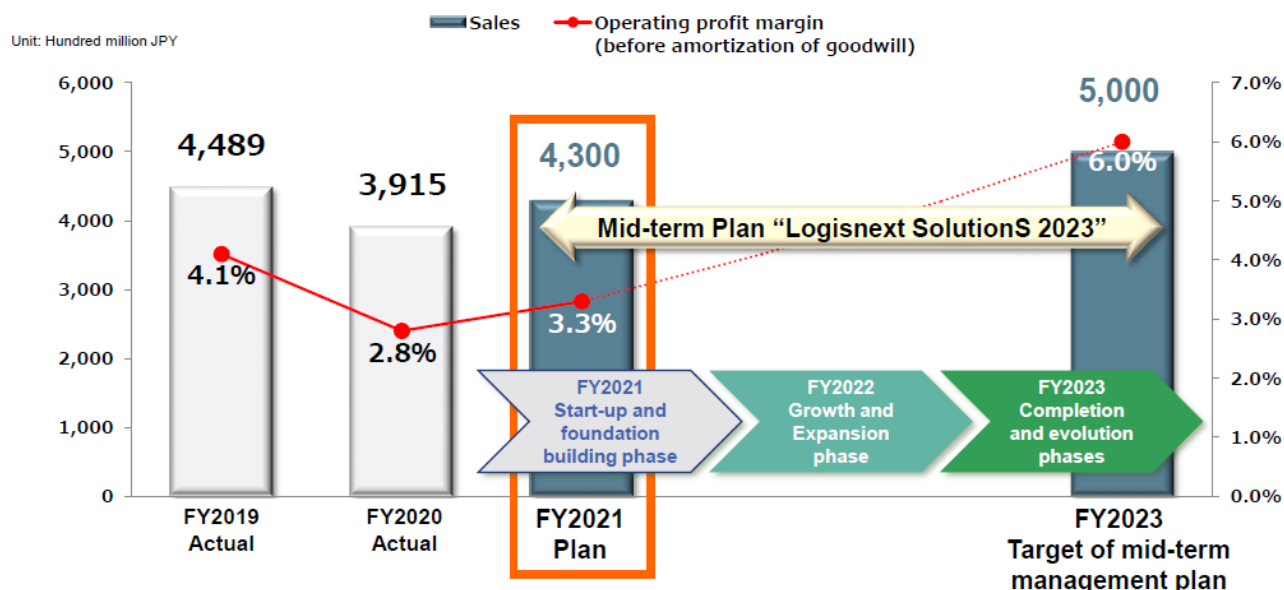 Sales
Operating profit margin
(before amortization of goodwill)
Unit: Hundred million JPY
6,000
5,000
4,000
3,000
2,000
1,000
0
7.0%
6.0%
5.0%
4.0%
3.0%
2.0%
1.0%
0.0%
4,489
3,915
4,300
5,000
4.1%
2.8%
3.3%
6.0%
Mid-term Plan “Logisnext SolutionS 2023”
FY2021
Start-up and
foundation
building phase
FY2022
Growth and
Expansion
phase
FY2023
Completion
and evolution
phases
FY2019
Actual
FY2020
Actual
FY2021
Plan
FY2023
Target of mid-term
management plan